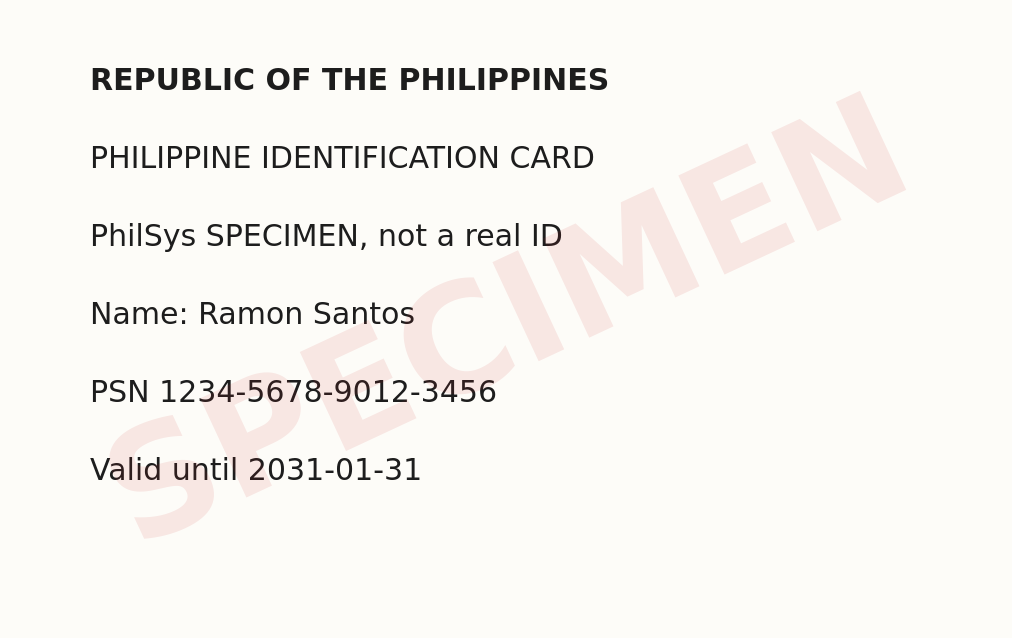 REPUBLIC OF THE PHILIPPINES
PHILIPPINE IDENTIFICATION CARD
PhilSys SPECIMEN, not a real ID
Name: Ramon Santos
PSN 1234-5678-9012-3456
Valid until 2031-01-31
SPECIMEN